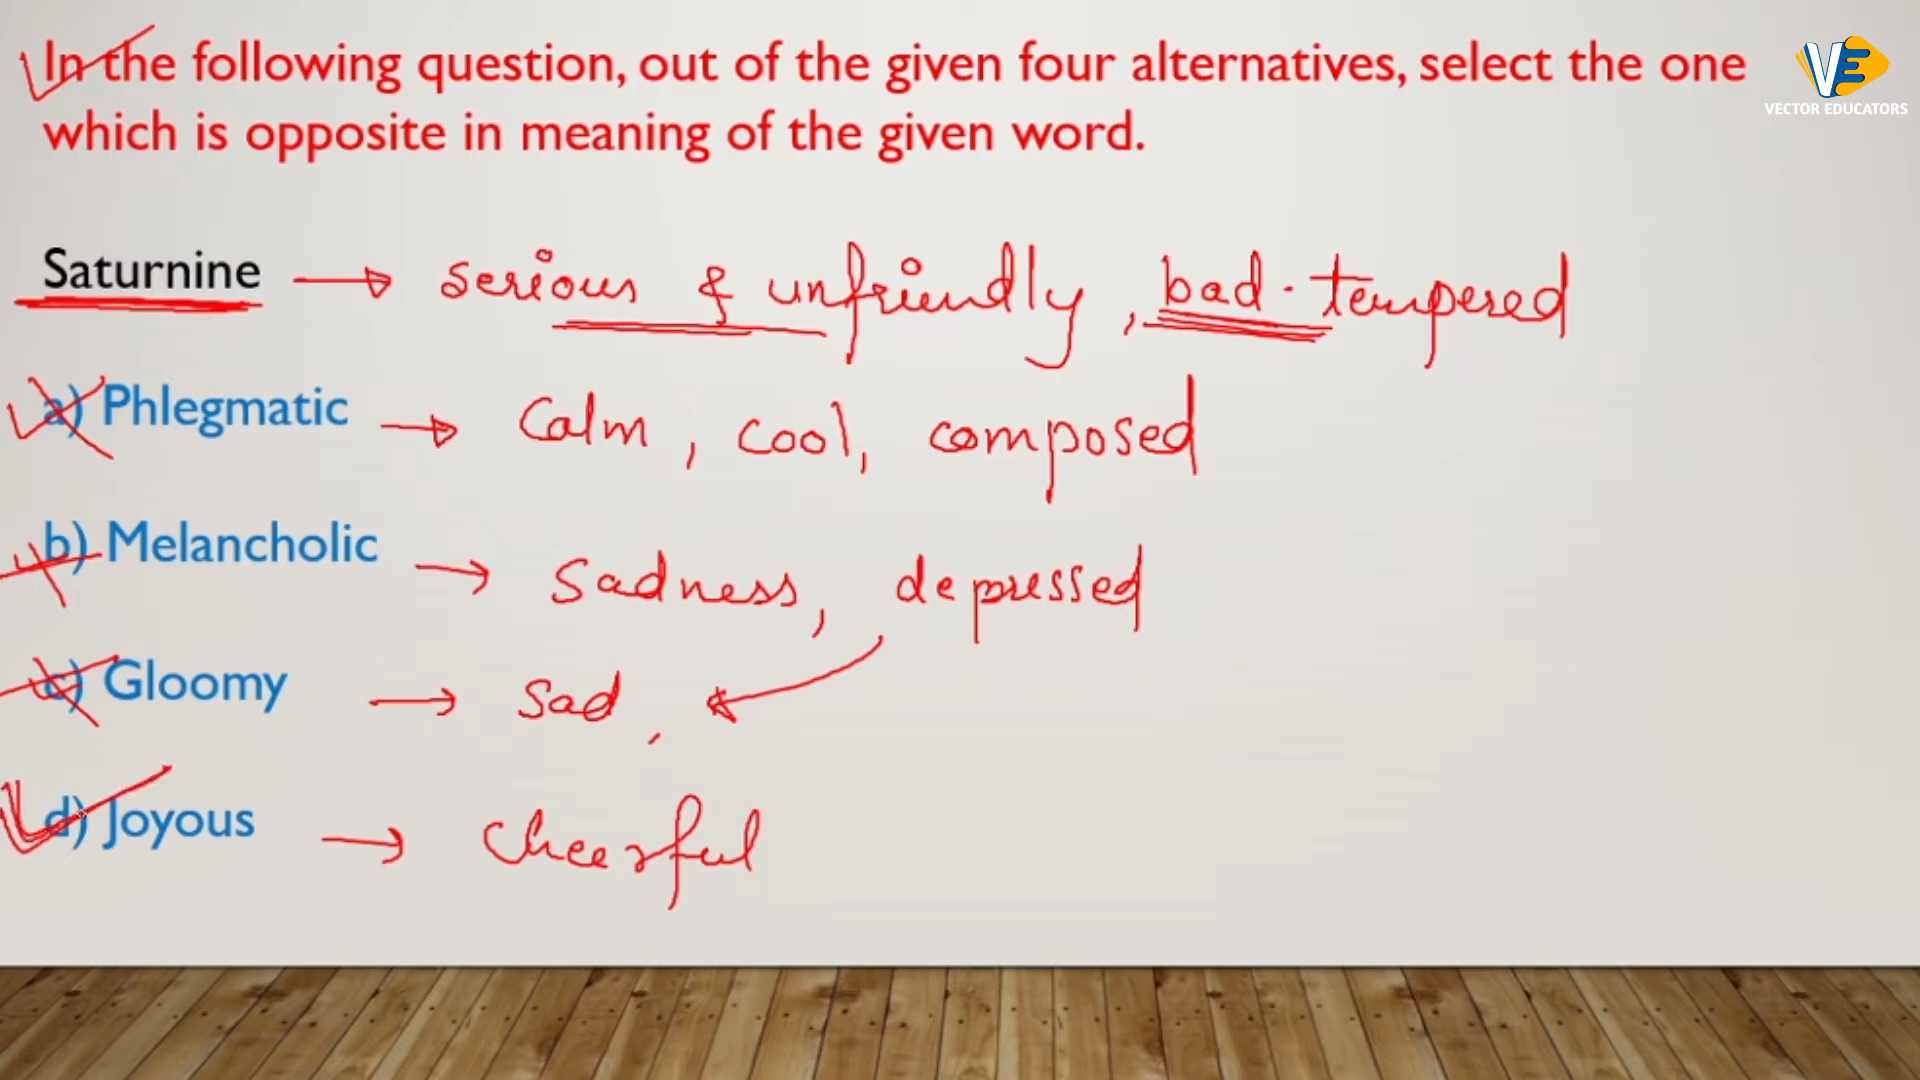 In the following question, out of the given four alternatives, select the one
which is opposite in meaning of the given word.
VE
VECTOR EDUCATORS
Saturnine → serious & unfriendly, bad-tempered
a) Phlegmatic → Calm, cool, composed
b) Melancholic → Sadness, depressed
c) Gloomy → Sad,
d) Joyous → Cheerful